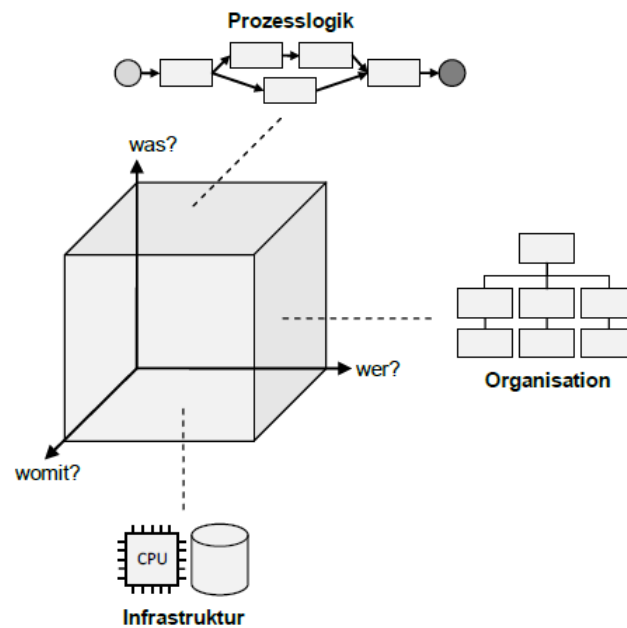 Prozesslogik
was?
wer?
Organisation
womit?
CPU
Infrastruktur